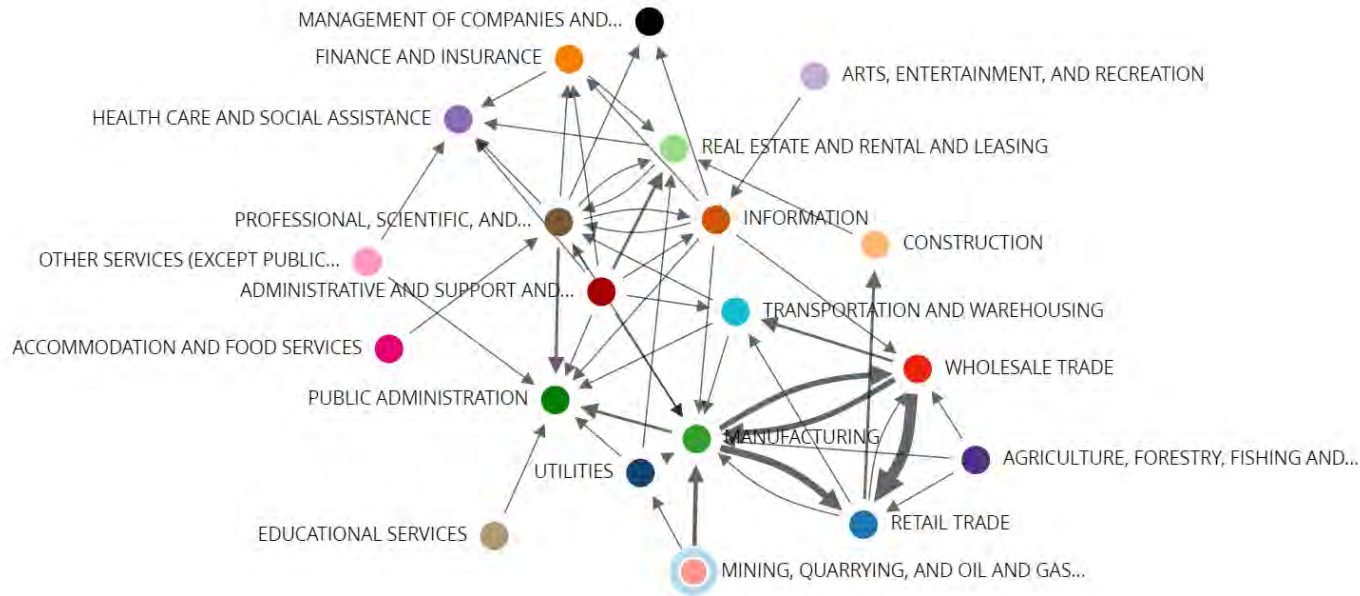 MANAGEMENT OF COMPANIES AND...
FINANCE AND INSURANCE
ARTS, ENTERTAINMENT, AND RECREATION
HEALTH CARE AND SOCIAL ASSISTANCE
REAL ESTATE AND RENTAL AND LEASING
PROFESSIONAL, SCIENTIFIC, AND...
INFORMATION
CONSTRUCTION
OTHER SERVICES (EXCEPT PUBLIC...
ADMINISTRATIVE AND SUPPORT AND...
TRANSPORTATION AND WAREHOUSING
ACCOMMODATION AND FOOD SERVICES
WHOLESALE TRADE
PUBLIC ADMINISTRATION
MANUFACTURING
AGRICULTURE, FORESTRY, FISHING AND...
UTILITIES
RETAIL TRADE
EDUCATIONAL SERVICES
MINING, QUARRYING, AND OIL AND GAS...